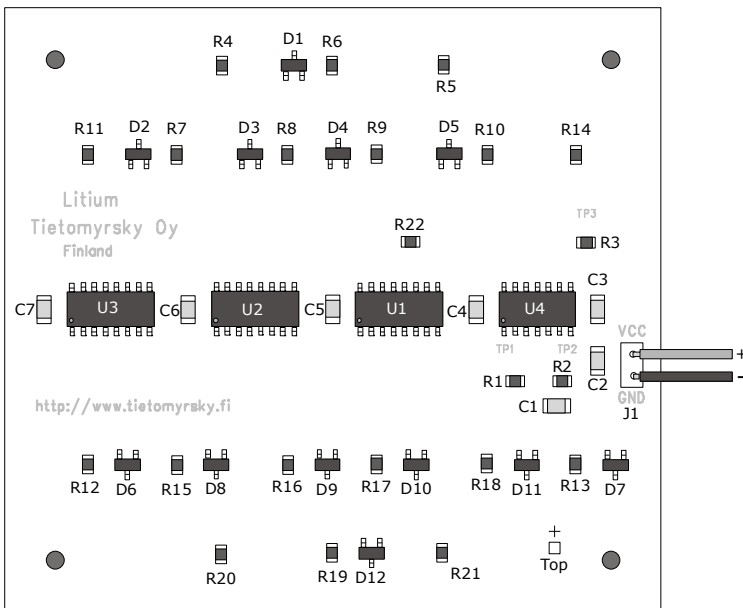 R4 D1 R6
R5
R11 D2 R7 D3 R8 D4 R9 D5 R10 R14
Litium
Tietomyrsky Oy
Finland
TP3
R22
R3
C7 U3 C6 U2 C5 U1 C4 U4 C3
VCC
TP1 TP2
+
R1 R2 C2
-
C1
GND
J1
http://www.tietomyrsky.fi
R12 D6 R15 D8 R16 D9 R17 D10 R18 D11 R13 D7
+
R20 R19 D12 R21 Top